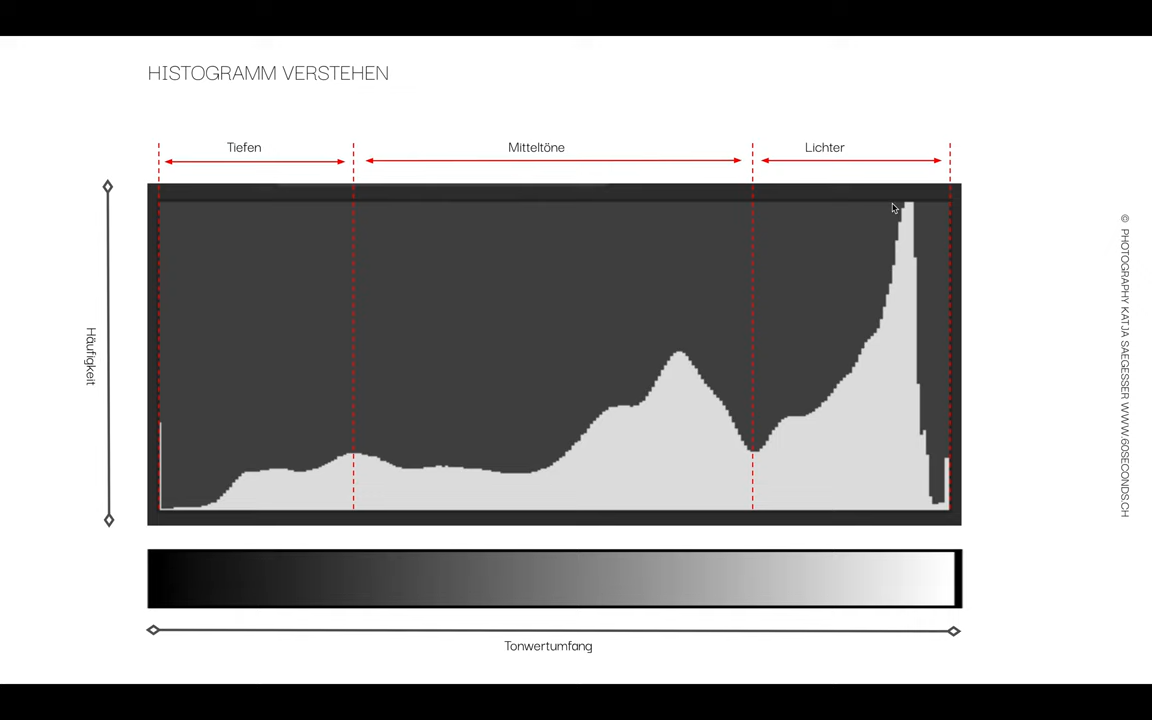 HISTOGRAMM VERSTEHEN
Tiefen
Mitteltöne
Lichter
Häufigkeit
Tonwertumfang
© PHOTOGRAPHY KATJA SAEGESSER WWW.60SECONDS.CH